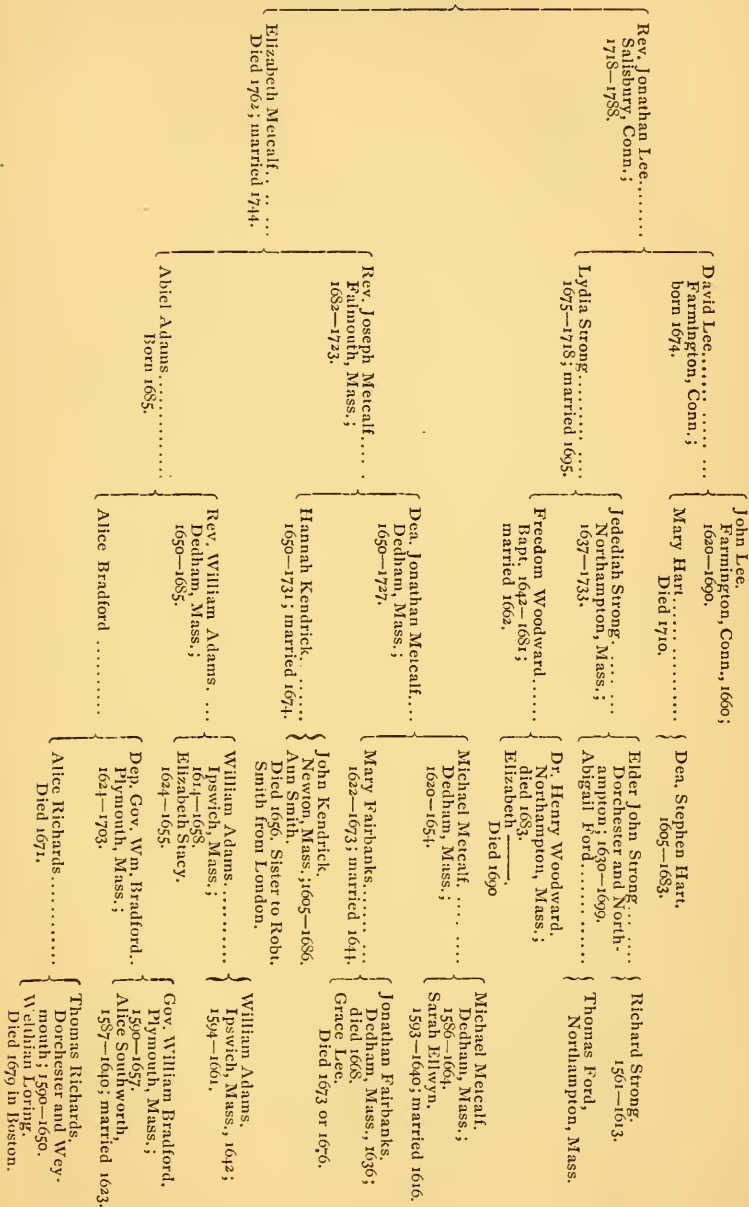 Rev. Jonathan Lee.......
Salisbury, Conn.;
1718—1788.
Elizabeth Metcalf.. .. ...
Died 1762; married 1744.
David Lee....... ..... ...
Farmington, Conn.;
born 1674.
Lydia Strong......... ....
1675—1718; married 1695.
Rev. Joseph Metcalf.... .
Falmouth, Mass.;
1682—1723.
Abiel Adams..............
Born 1685.
John Lee.
Farmington, Conn., 1660;
1620—1690.
Mary Hart.... ...........
Died 1710.
Jedediah Strong. .... ...
Northampton, Mass.;
1637—1733.
Freedom Woodward ......
Bapt. 1642—1681;
married 1662.
Dea. Jonathan Metcalf....
Dedham, Mass.;
1650—1727.
Hannah Kendrick. .......
1650—1731; married 1674.
Rev. William Adams. ...
Dedham, Mass.;
1650—1685.
Alice Bradford ..........
Dea. Stephen Hart.
1605—1683.
Elder John Strong... ....
Dorchester and North-
ampton; 1630—1699.
Abigail Ford.............
Dr. Henry Woodward.
Northampton, Mass.;
died 1683.
Elizabeth ———.
Died 1690
Michael Metcalf. .... ....
Dedham, Mass.;
1620—1654.
Mary Fairbanks....... ...
1622—1673; married 1644.
John Kendrick.
Newton, Mass.; 1605—1686.
Ann Smith.
Died 1656. Sister to Robt.
Smith from London.
William Adams..........
Ipswich, Mass.;
1614—1658.
Elizabeth Stacy.
1624—1655.
Dep. Gov. Wm. Bradford..
Plymouth, Mass.;
1624—1703.
Alice Richards...........
Died 1671.
Richard Strong.
1561—1613.
Thomas Ford,
Northampton, Mass.
Michael Metcalf.
Dedham, Mass.;
1586—1664.
Sarah Ellwyn.
1593—1640; married 1616.
Jonathan Fairbanks.
Dedham, Mass., 1636;
died 1668.
Grace Lee.
Died 1673 or 1676.
William Adams.
Ipswich, Mass., 1642;
1594—1661.
Gov. William Bradford.
Plymouth, Mass.;
1590—1657.
Alice Southworth,
1587—1640; married 1623.
Thomas Richards.
Dorchester and Wey-
mouth; 1590—1650.
Welthian Loring.
Died 1679 in Boston.